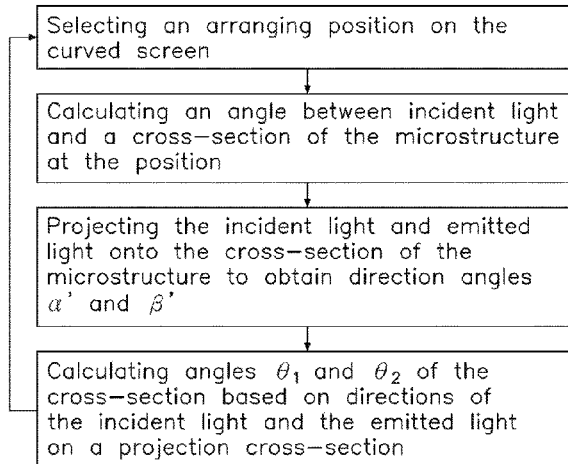 Selecting an arranging position on the
curved screen
Calculating an angle between incident light
and a cross-section of the microstructure
at the position
Projecting the incident light and emitted
light onto the cross-section of the
microstructure to obtain direction angles
α' and β'
Calculating angles θ₁ and θ₂ of the
cross-section based on directions
of the incident light and the emitted light
on a projection cross-section